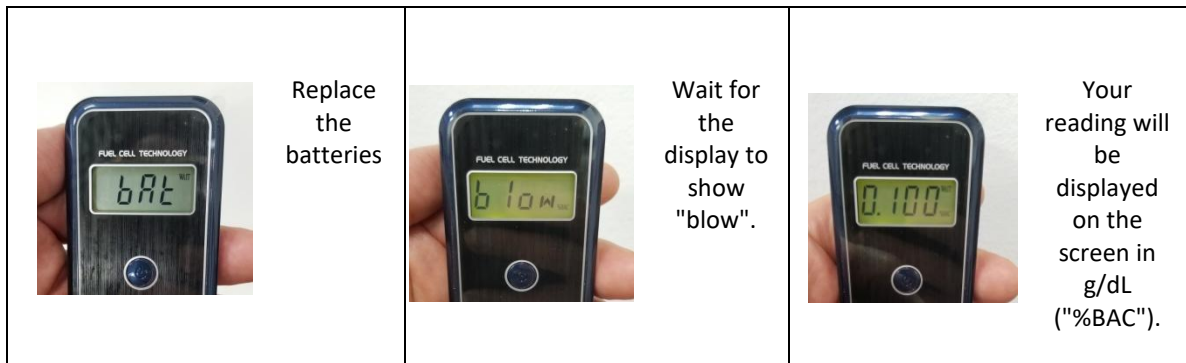 FUEL CELL TECHNOLOGY
bAt
Replace
the
batteries
FUEL CELL TECHNOLOGY
blow
Wait for
the
display to
show
"blow".
FUEL CELL TECHNOLOGY
0.100
Your
reading will
be
displayed
on the
screen in
g/dL
("%BAC").